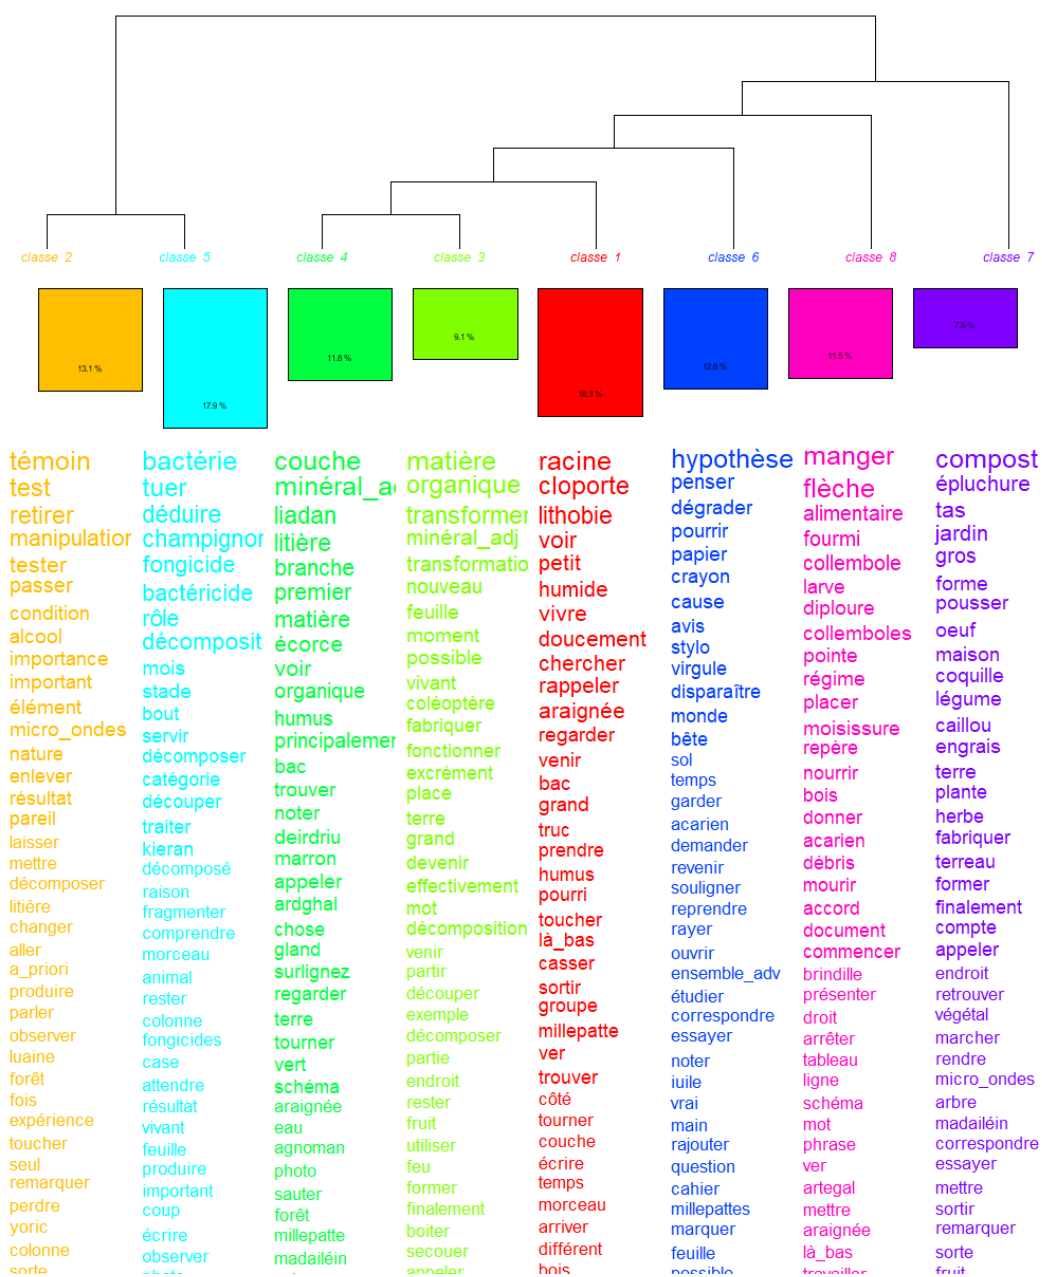 classe 2
classe 5
classe 4
classe 3
classe 1
classe 6
classe 8
classe 7
13.1 %
17.9 %
11.8 %
9.1 %
16.3 %
12.8 %
11.5 %
7.5 %
témoin
test
retirer
manipulation
tester
passer
condition
alcool
importance
important
élément
micro_ondes
nature
enlever
résultat
pareil
laisser
mettre
décomposer
litière
changer
aller
a_priori
produire
parler
observer
luaine
forêt
fois
expérience
toucher
seul
remarquer
perdre
yoric
colonne
sorte
bactérie
tuer
déduire
champignon
fongicide
bactéricide
rôle
décomposit
mois
stade
bout
servir
décomposer
catégorie
découper
traiter
kieran
décomposé
raison
fragmenter
comprendre
morceau
animal
rester
colonne
fongicides
case
attendre
résultat
vivant
feuille
produire
important
coup
écrire
observer
photo
couche
minéral_a
liadan
litière
branche
premier
matière
écorce
voir
organique
humus
principalemen
bac
trouver
noter
deirdriu
marron
appeler
ardghal
chose
gland
surlignez
regarder
terre
tourner
vert
schéma
araignée
eau
agnoman
photo
sauter
forêt
millepatte
madailéin
matière
organique
transformer
minéral_adj
transformatio
nouveau
feuille
moment
possible
vivant
coléoptère
fabriquer
fonctionner
excrément
place
terre
grand
devenir
effectivement
mot
décomposition
venir
partir
découper
exemple
décomposer
partie
endroit
rester
fruit
utiliser
feu
former
finalement
boiter
secouer
appeler
racine
cloporte
lithobie
voir
petit
humide
vivre
doucement
chercher
rappeler
araignée
regarder
venir
bac
grand
truc
prendre
humus
pourri
toucher
là_bas
casser
sortir
groupe
millepatte
ver
trouver
côté
tourner
couche
écrire
temps
morceau
arriver
différent
bois
hypothèse
penser
dégrader
pourrir
papier
crayon
cause
avis
stylo
virgule
disparaître
monde
bête
sol
temps
garder
acarien
demander
revenir
souligner
reprendre
rayer
ouvrir
ensemble_adv
étudier
correspondre
essayer
noter
iuile
vrai
main
rajouter
question
cahier
millepattes
marquer
feuille
possible
manger
flèche
alimentaire
fourmi
collembole
larve
diploure
collemboles
pointe
régime
placer
moisissure
repère
nourrir
bois
donner
acarien
débris
mourir
accord
document
commencer
brindille
présenter
droit
arrêter
tableau
ligne
schéma
mot
phrase
ver
artegal
mettre
araignée
là_bas
travailler
compost
épluchure
tas
jardin
gros
forme
pousser
oeuf
maison
coquille
légume
caillou
engrais
terre
plante
herbe
fabriquer
terreau
former
finalement
compte
appeler
endroit
retrouver
végétal
marcher
rendre
micro_ondes
arbre
madailéin
correspondre
essayer
mettre
sortir
remarquer
sorte
fruit